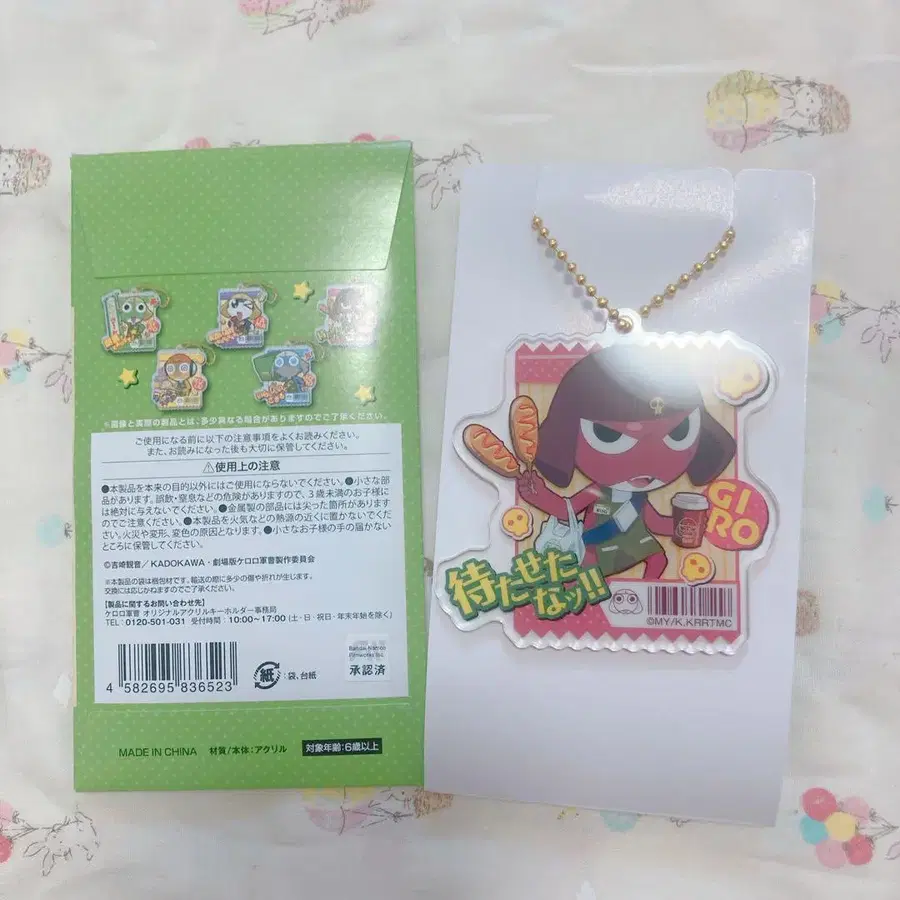 ※画像と実際の商品とは、多少異なる場合がありますのでご了承ください。
ご使用になる前に以下の注意事項をよくお読みください。
また、お読みになった後も大切に保管してください。
⚠使用上の注意
●本製品を本来の目的以外にはご使用にならないでください。●小さな部
品があります。誤飲・窒息などの危険がありますので、3歳未満のお子様に
は絶対に与えないでください。●金属製の部品には尖った箇所があります
のでご注意ください。●本製品を火気などの熱源の近くに置かないでくださ
い。火災や変形、変色の原因となります。●小さなお子様の手の届かない
ところに保管してください。
©吉崎観音/KADOKAWA・劇場版ケロロ軍曹製作委員会
※本製品の袋は梱包材です。輸送の際に多少の傷や折れが生じます。
交換には応じかねますのでご了承ください。
【製品に関するお問い合わせ先】
ケロロ軍曹 オリジナルアクリルキーホルダー事務局
TEL:0120-501-031 受付時間:10:00~17:00(土・日・祝日・年末年始を除く)
4 582695 836523
紙:袋、台紙
Bandai Namco
Filmworks Inc.
承認済
MADE IN CHINA 材質/本体:アクリル 対象年齢:6歳以上
GI
RO
待たせた
なッ!!
©MY/K.KRRTMC